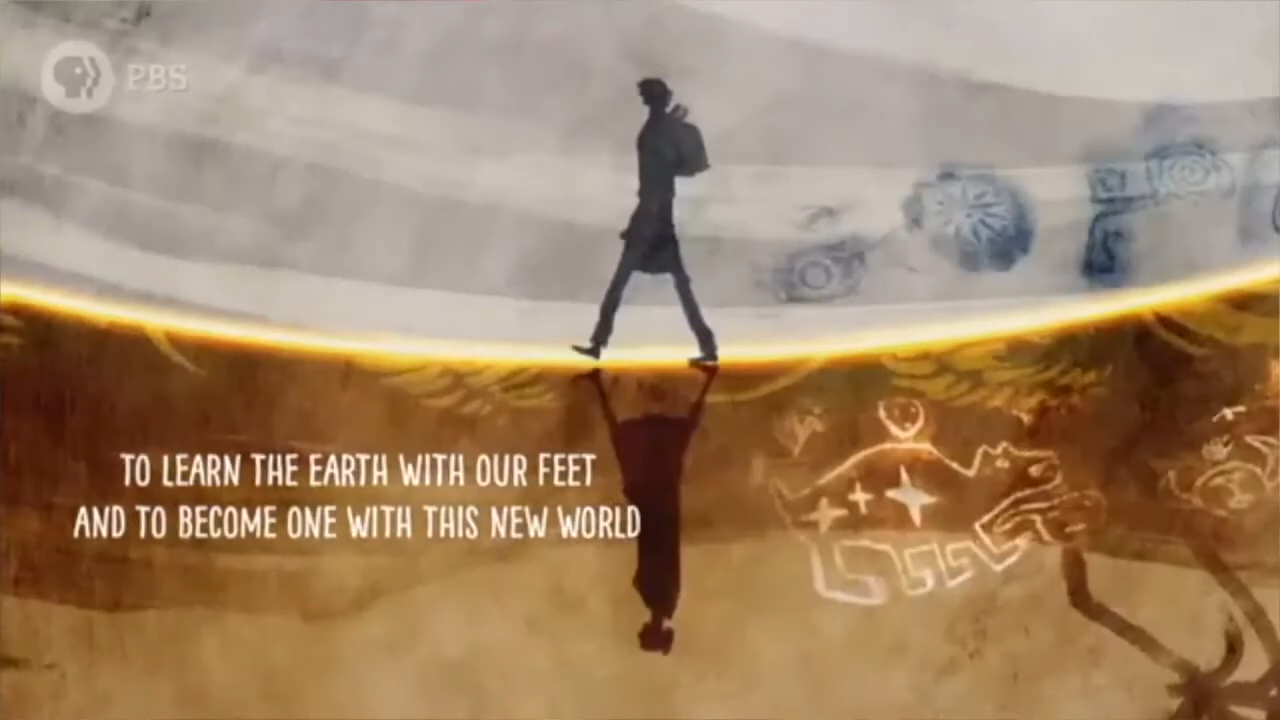 PBS
TO LEARN THE EARTH WITH OUR FEET
AND TO BECOME ONE WITH THIS NEW WORLD